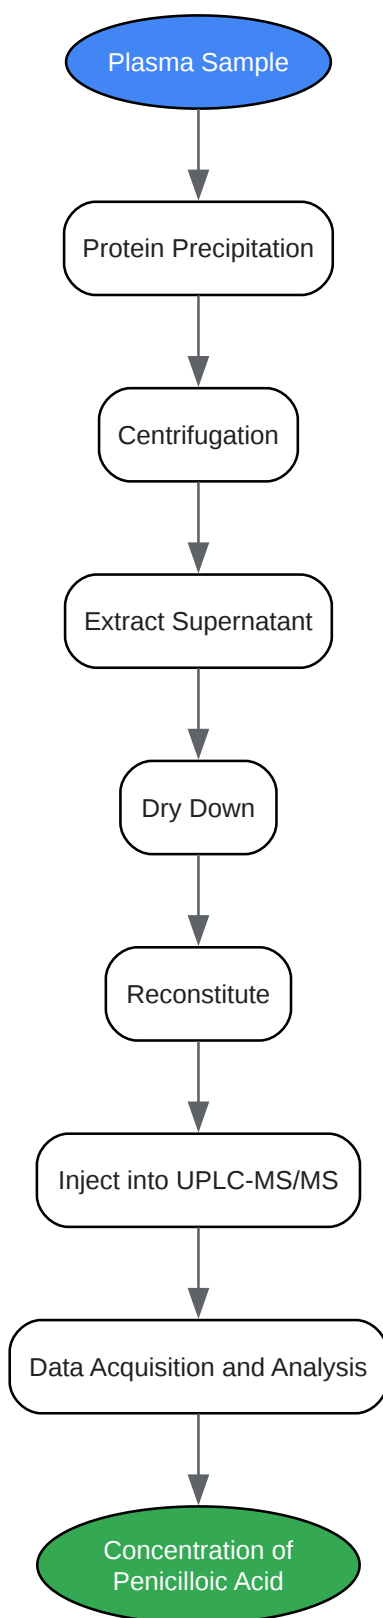 Plasma Sample
Protein Precipitation
Centrifugation
Extract Supernatant
Dry Down
Reconstitute
Inject into UPLC-MS/MS
Data Acquisition and Analysis
Concentration of
Penicilloic Acid